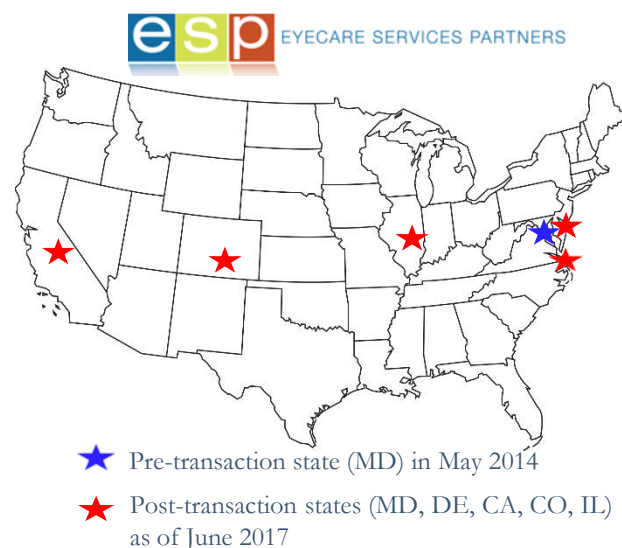 esp EYECARE SERVICES PARTNERS
Pre-transaction state (MD) in May 2014
Post-transaction states (MD, DE, CA, CO, IL)
as of June 2017